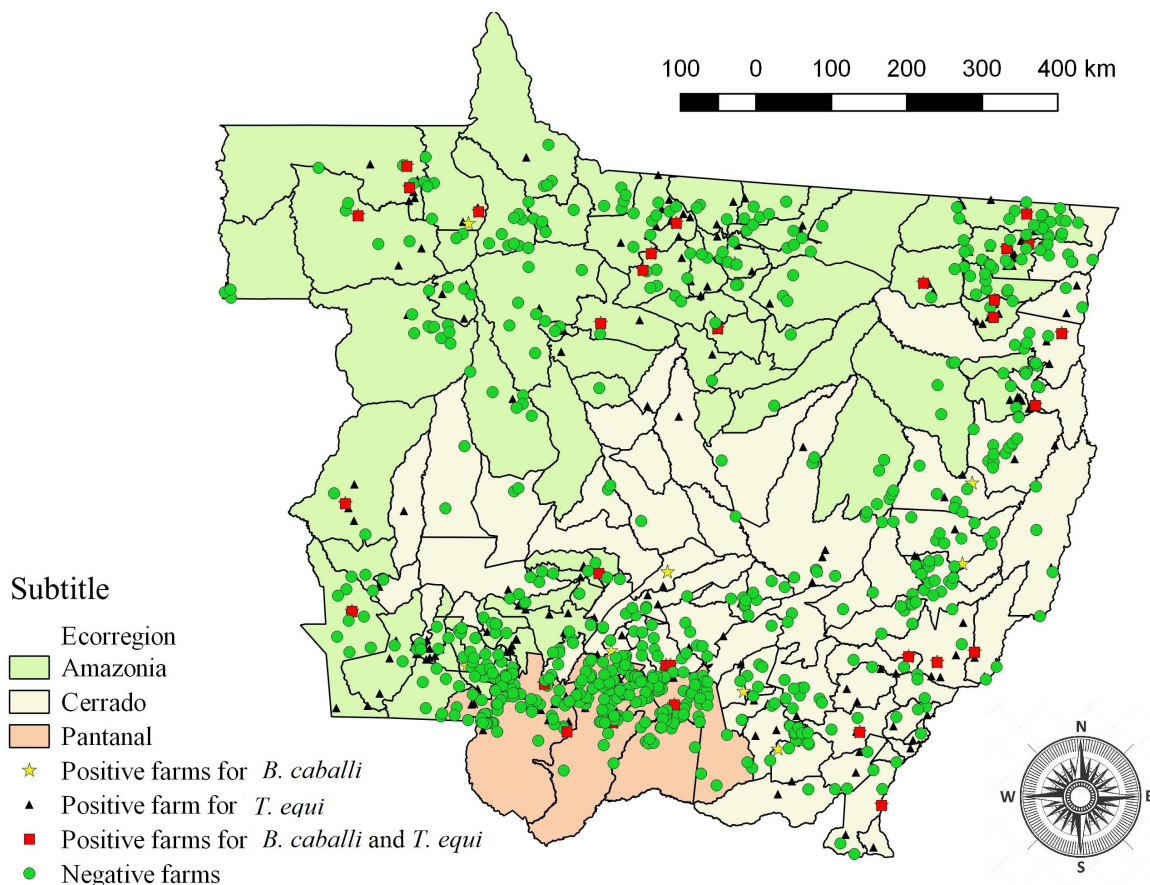 100 0 100 200 300 400 km
Subtitle
Ecorregion
Amazonia
Cerrado
Pantanal
Positive farms for B. caballi
Positive farm for T. equi
Positive farms for B. caballi and T. equi
Negative farms
N
W E
S